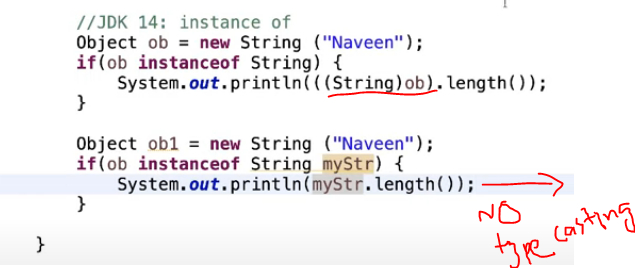 //JDK 14: instance of
Object ob = new String ("Naveen");
if(ob instanceof String) {
System.out.println(((String)ob).length());
}
Object ob1 = new String ("Naveen");
if(ob instanceof String myStr) {
System.out.println(myStr.length());
}
NO
type casting
}